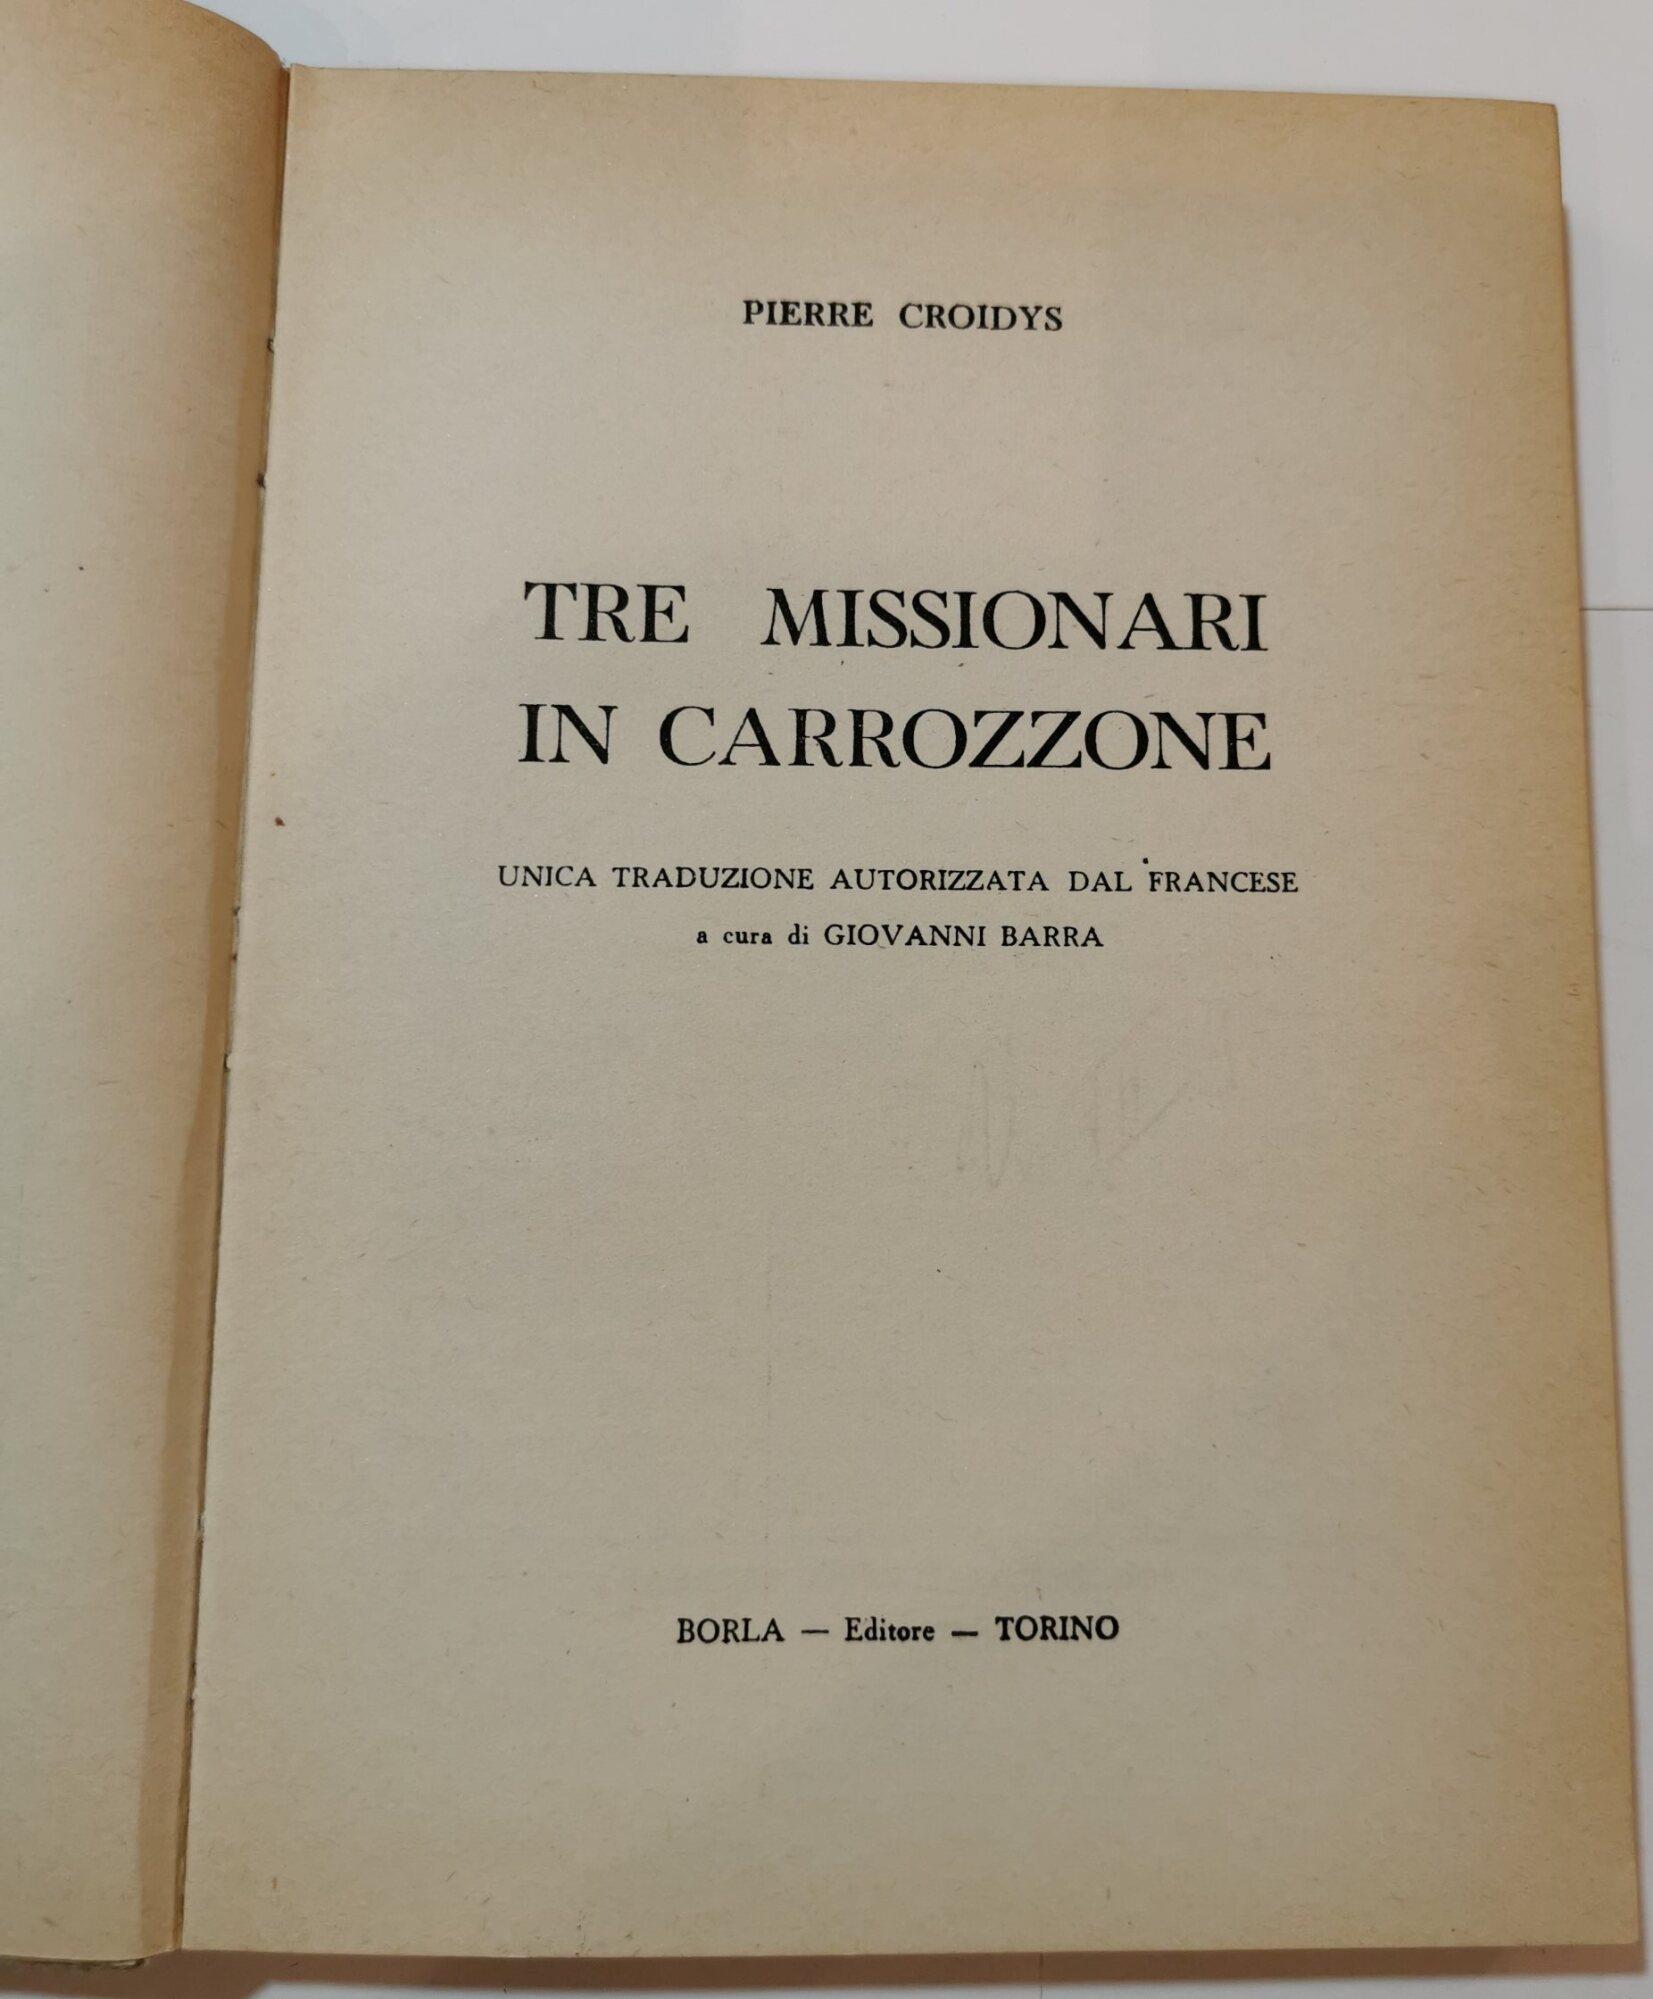 PIERRE CROIDYS
TRE MISSIONARI
IN CARROZZONE
UNICA TRADUZIONE AUTORIZZATA DAL FRANCESE
a cura di GIOVANNI BARRA
BORLA — Editore — TORINO